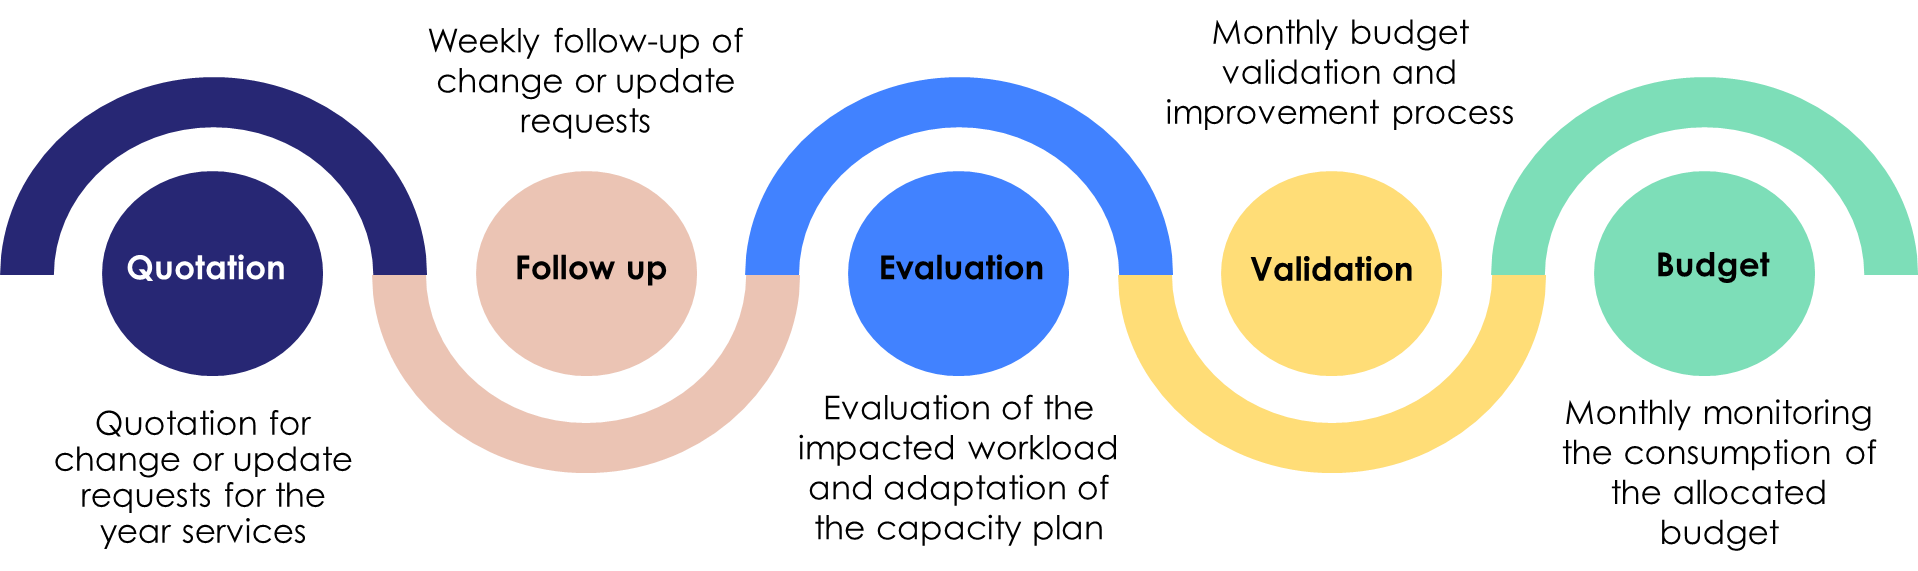 Quotation
Quotation for
change or update
requests for the
year services
Weekly follow-up of
change or update
requests
Follow up
Evaluation
Evaluation of the
impacted workload
and adaptation of
the capacity plan
Monthly budget
validation and
improvement process
Validation
Budget
Monthly monitoring
the consumption of
the allocated
budget